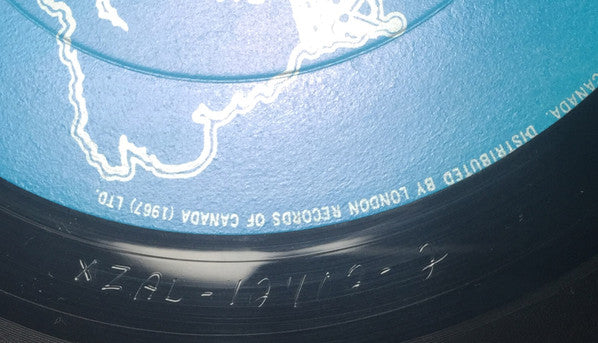 CANADA. DISTRIBUTED BY LONDON RECORDS OF CANADA (1967) LTD.
XZAL -